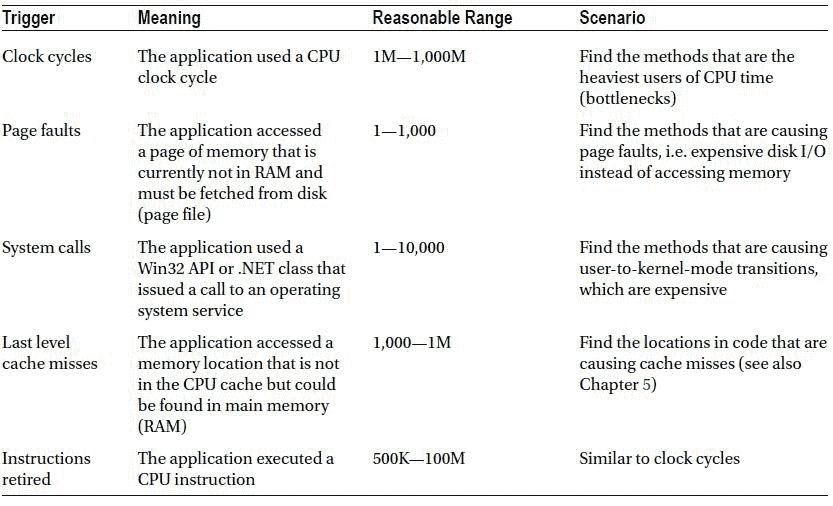 Trigger Meaning Reasonable Range Scenario
Clock cycles The application used a CPU 1M—1,000M Find the methods that are the
clock cycle heaviest users of CPU time
(bottlenecks)
Page faults The application accessed 1—1,000 Find the methods that are causing
a page of memory that is page faults, i.e. expensive disk I/O
currently not in RAM and instead of accessing memory
must be fetched from disk
(page file)
System calls The application used a 1—10,000 Find the methods that are causing
Win32 API or .NET class that user-to-kernel-mode transitions,
issued a call to an operating which are expensive
system service
Last level The application accessed a 1,000—1M Find the locations in code that are
cache misses memory location that is not causing cache misses (see also
in the CPU cache but could Chapter 5)
be found in main memory
(RAM)
Instructions The application executed a 500K—100M Similar to clock cycles
retired CPU instruction